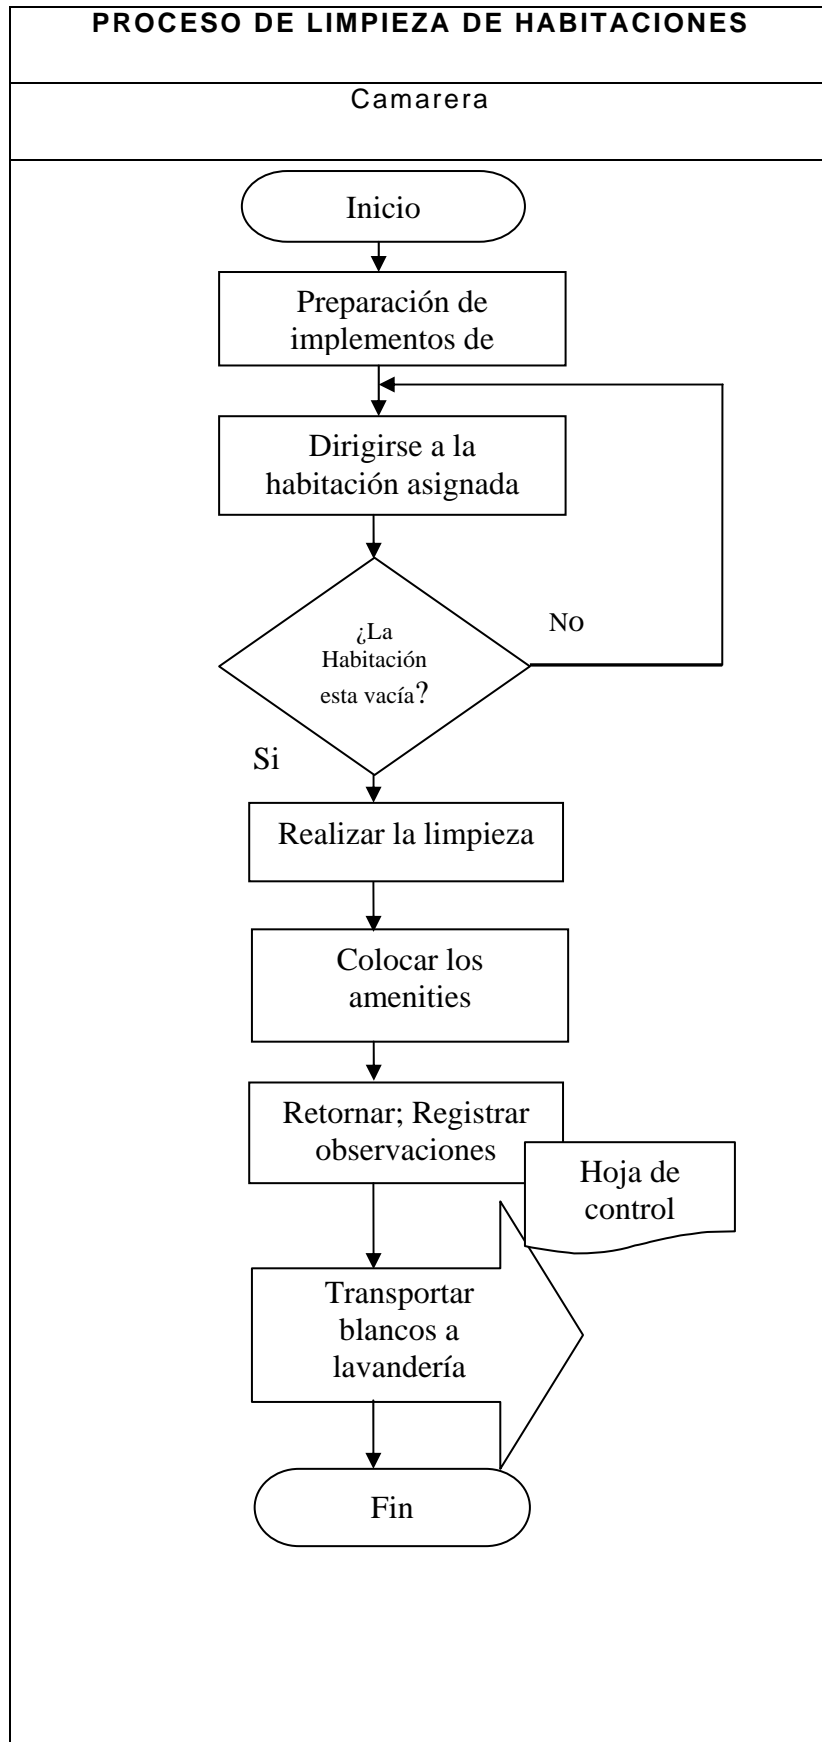 PROCESO DE LIMPIEZA DE HABITACIONES
Camarera
Inicio
Preparación de
implementos de
Dirigirse a la
habitación asignada
¿La
Habitación
esta vacía?
No
Si
Realizar la limpieza
Colocar los
amenities
Retornar; Registrar
observaciones
Hoja de
control
Transportar
blancos a
lavandería
Fin